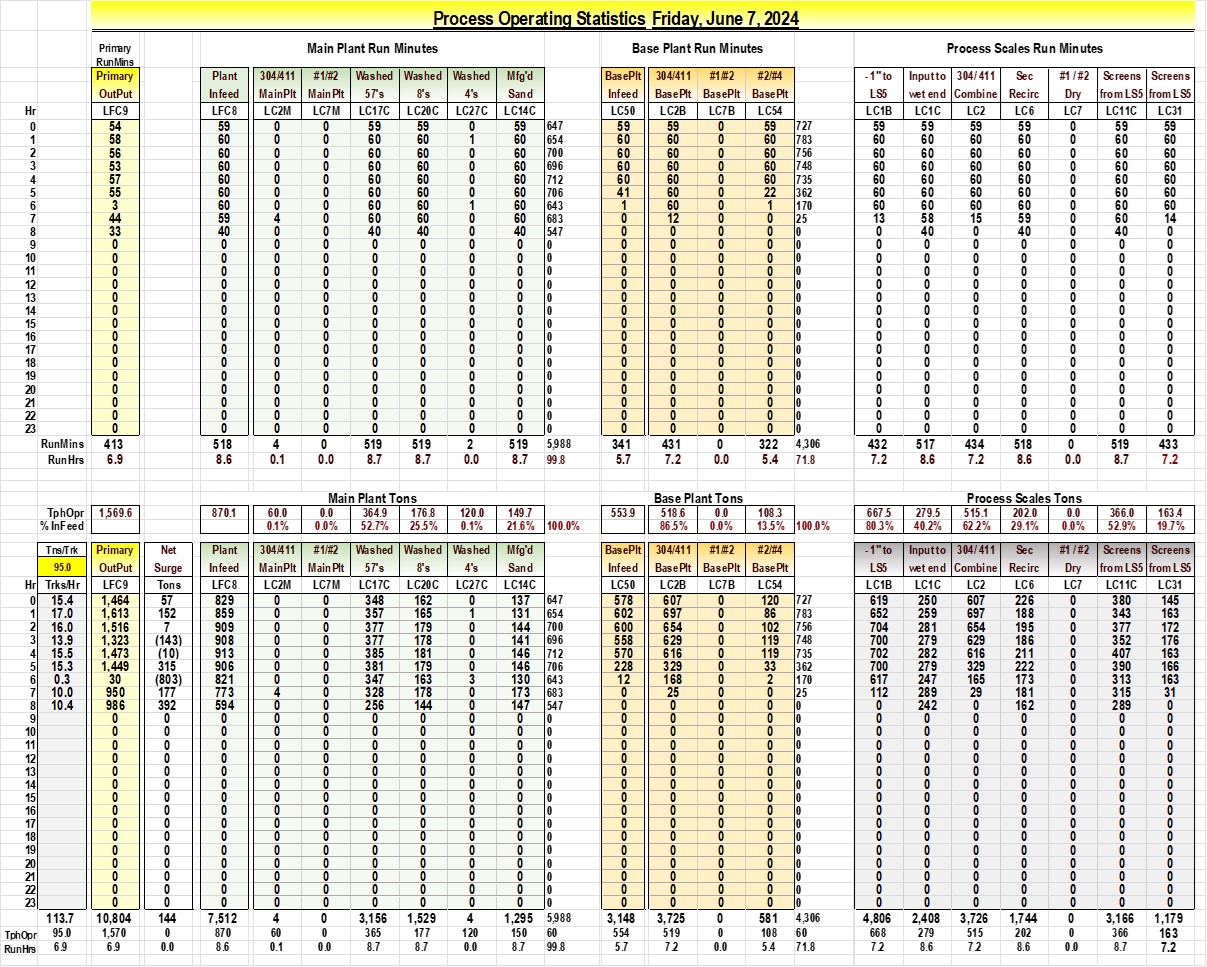 Process Operating Statistics Friday, June 7, 2024
Primary RunMins Main Plant Run Minutes Base Plant Run Minutes Process Scales Run Minutes
Primary Plant 304/411 #1/#2 Washed Washed Washed Mfg'd BasePlt 304/411 #1/#2 #2/#4 -1" to Input to 304/ 411 Sec #1 / #2 Screens Screens
OutPut Infeed MainPlt MainPlt 57's 8's 4's Sand Infeed BasePlt BasePlt BasePlt LS5 wet end Combine Recirc Dry from LS5 from LS5
Hr LFC9 LFC8 LC2M LC7M LC17C LC20C LC27C LC14C LC50 LC2B LC7B LC54 LC1B LC1C LC2 LC6 LC7 LC11C LC31
0 54 59 0 0 59 59 0 59 647 59 59 0 59 727 59 59 59 59 0 59 59
1 58 60 0 0 60 60 1 60 654 60 60 0 60 783 60 60 60 60 0 60 60
2 56 60 0 0 60 60 0 60 700 60 60 0 60 756 60 60 60 60 0 60 60
3 53 60 0 0 60 60 0 60 696 60 60 0 60 748 60 60 60 60 0 60 60
4 57 60 0 0 60 60 0 60 712 60 60 0 60 735 60 60 60 60 0 60 60
5 55 60 0 0 60 60 0 60 706 41 60 0 22 362 60 60 60 60 0 60 60
6 3 60 0 0 60 60 1 60 643 1 60 0 1 170 60 60 60 60 0 60 60
7 44 59 4 0 60 60 0 60 683 0 12 0 0 25 13 58 15 59 0 60 14
8 33 40 0 0 40 40 0 40 547 0 0 0 0 0 0 40 0 40 0 40 0
9 0 0 0 0 0 0 0 0 0 0 0 0 0 0 0 0 0 0 0 0 0
10 0 0 0 0 0 0 0 0 0 0 0 0 0 0 0 0 0 0 0 0 0
11 0 0 0 0 0 0 0 0 0 0 0 0 0 0 0 0 0 0 0 0 0
12 0 0 0 0 0 0 0 0 0 0 0 0 0 0 0 0 0 0 0 0 0
13 0 0 0 0 0 0 0 0 0 0 0 0 0 0 0 0 0 0 0 0 0
14 0 0 0 0 0 0 0 0 0 0 0 0 0 0 0 0 0 0 0 0 0
15 0 0 0 0 0 0 0 0 0 0 0 0 0 0 0 0 0 0 0 0 0
16 0 0 0 0 0 0 0 0 0 0 0 0 0 0 0 0 0 0 0 0 0
17 0 0 0 0 0 0 0 0 0 0 0 0 0 0 0 0 0 0 0 0 0
18 0 0 0 0 0 0 0 0 0 0 0 0 0 0 0 0 0 0 0 0 0
19 0 0 0 0 0 0 0 0 0 0 0 0 0 0 0 0 0 0 0 0 0
20 0 0 0 0 0 0 0 0 0 0 0 0 0 0 0 0 0 0 0 0 0
21 0 0 0 0 0 0 0 0 0 0 0 0 0 0 0 0 0 0 0 0 0
22 0 0 0 0 0 0 0 0 0 0 0 0 0 0 0 0 0 0 0 0 0
23 0 0 0 0 0 0 0 0 0 0 0 0 0 0 0 0 0 0 0 0 0
RunMins 413 518 4 0 519 519 2 519 5,988 341 431 0 322 4,306 432 517 434 518 0 519 433
RunHrs 6.9 8.6 0.1 0.0 8.7 8.7 0.0 8.7 99.8 5.7 7.2 0.0 5.4 71.8 7.2 8.6 7.2 8.6 0.0 8.7 7.2
Main Plant Tons Base Plant Tons Process Scales Tons
TphOpr 1,569.6 870.1 60.0 0.0 364.9 176.8 120.0 149.7 553.9 518.6 0.0 108.3 667.5 279.5 515.1 202.0 0.0 366.0 163.4
% InFeed 0.1% 0.0% 52.7% 25.5% 0.1% 21.6% 100.0% 86.5% 0.0% 13.5% 100.0% 80.3% 40.2% 62.2% 29.1% 0.0% 52.9% 19.7%
Tns/Trk Primary Net Plant 304/411 #1/#2 Washed Washed Washed Mfg'd BasePlt 304/411 #1/#2 #2/#4 -1" to Input to 304/ 411 Sec #1 / #2 Screens Screens
95.0 OutPut Surge Infeed MainPlt MainPlt 57's 8's 4's Sand Infeed BasePlt BasePlt BasePlt LS5 wet end Combine Recirc Dry from LS5 from LS5
Hr Trks/Hr LFC9 Tons LFC8 LC2M LC7M LC17C LC20C LC27C LC14C LC50 LC2B LC7B LC54 LC1B LC1C LC2 LC6 LC7 LC11C LC31
0 15.4 1,464 57 829 0 0 348 162 0 137 647 578 607 0 120 727 619 250 607 226 0 380 145
1 17.0 1,613 152 859 0 0 357 165 1 131 654 602 697 0 86 783 652 259 697 188 0 343 163
2 16.0 1,516 7 909 0 0 377 179 0 144 700 600 654 0 102 756 704 281 654 195 0 377 172
3 13.9 1,323 (143) 908 0 0 377 178 0 141 696 558 629 0 119 748 700 279 629 186 0 352 176
4 15.5 1,473 (10) 913 0 0 385 181 0 146 712 570 616 0 119 735 702 282 616 211 0 407 163
5 15.3 1,449 315 906 0 0 381 179 0 146 706 228 329 0 33 362 700 279 329 222 0 390 166
6 0.3 30 (803) 821 0 0 347 163 3 130 643 12 168 0 2 170 617 247 165 173 0 313 163
7 10.0 950 177 773 4 0 328 178 0 173 683 0 25 0 0 25 112 289 29 181 0 315 31
8 10.4 986 392 594 0 0 256 144 0 147 547 0 0 0 0 0 0 242 0 162 0 289 0
9 0 0 0 0 0 0 0 0 0 0 0 0 0 0 0 0 0 0 0 0 0 0
10 0 0 0 0 0 0 0 0 0 0 0 0 0 0 0 0 0 0 0 0 0 0
11 0 0 0 0 0 0 0 0 0 0 0 0 0 0 0 0 0 0 0 0 0 0
12 0 0 0 0 0 0 0 0 0 0 0 0 0 0 0 0 0 0 0 0 0 0
13 0 0 0 0 0 0 0 0 0 0 0 0 0 0 0 0 0 0 0 0 0 0
14 0 0 0 0 0 0 0 0 0 0 0 0 0 0 0 0 0 0 0 0 0 0
15 0 0 0 0 0 0 0 0 0 0 0 0 0 0 0 0 0 0 0 0 0 0
16 0 0 0 0 0 0 0 0 0 0 0 0 0 0 0 0 0 0 0 0 0 0
17 0 0 0 0 0 0 0 0 0 0 0 0 0 0 0 0 0 0 0 0 0 0
18 0 0 0 0 0 0 0 0 0 0 0 0 0 0 0 0 0 0 0 0 0 0
19 0 0 0 0 0 0 0 0 0 0 0 0 0 0 0 0 0 0 0 0 0 0
20 0 0 0 0 0 0 0 0 0 0 0 0 0 0 0 0 0 0 0 0 0 0
21 0 0 0 0 0 0 0 0 0 0 0 0 0 0 0 0 0 0 0 0 0 0
22 0 0 0 0 0 0 0 0 0 0 0 0 0 0 0 0 0 0 0 0 0 0
23 0 0 0 0 0 0 0 0 0 0 0 0 0 0 0 0 0 0 0 0 0 0
113.7 10,804 144 7,512 4 0 3,156 1,529 4 1,295 5,988 3,148 3,725 0 581 4,306 4,806 2,408 3,726 1,744 0 3,166 1,179
TphOpr 95.0 1,570 0 870 60 0 365 177 120 150 60 554 519 0 108 60 668 279 515 202 0 366 163
RunHrs 6.9 6.9 0.0 8.6 0.1 0.0 8.7 8.7 0.0 8.7 99.8 5.7 7.2 0.0 5.4 71.8 7.2 8.6 7.2 8.6 0.0 8.7 7.2